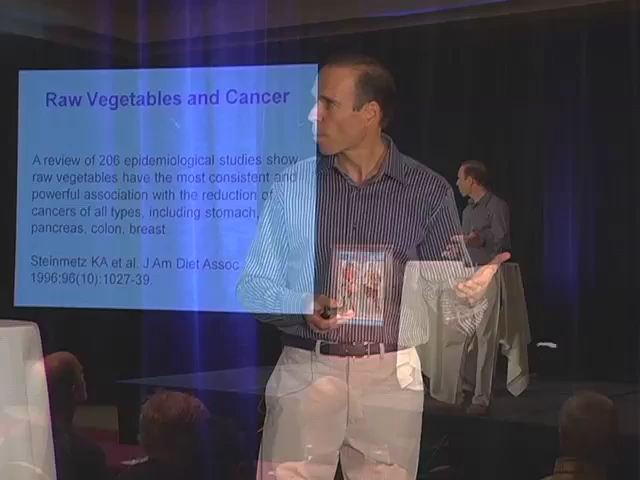 Raw Vegetables and Cancer
A review of 206 epidemiological studies show
raw vegetables have the most consistent and
powerful association with the reduction of
cancers of all types, including stomach,
pancreas, colon, breast
Steinmetz KA et al. J Am Diet Assoc
1996;96(10):1027-39.